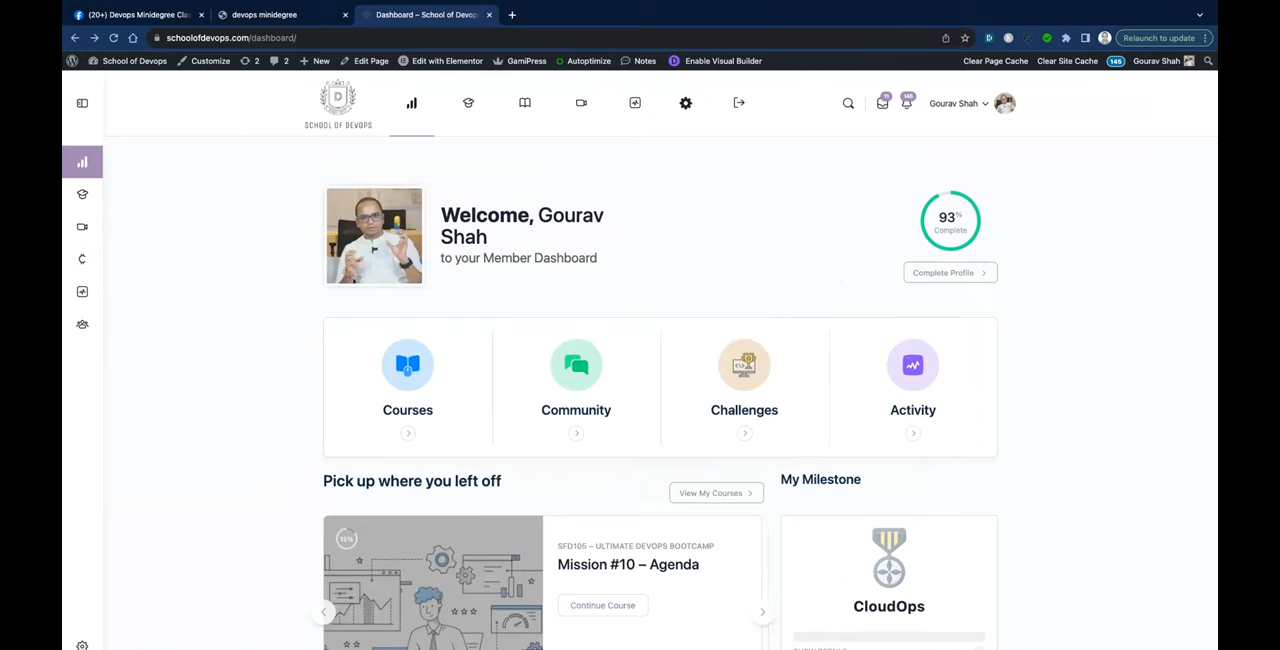 (20+) Devops Minidegree Cla
devops minidegree
Dashboard – School of Devop
schoolofdevops.com/dashboard/
Relaunch to update
School of Devops
Customize
2
2
New
Edit Page
Edit with Elementor
GamiPress
Autoptimize
Notes
Enable Visual Builder
Clear Page Cache
Clear Site Cache
145
Gourav Shah
D
SCHOOL OF DEVOPS
11
145
Gourav Shah
Welcome, Gourav
Shah
to your Member Dashboard
93%
Complete
Complete Profile
Courses
Community
Challenges
Activity
Pick up where you left off
View My Courses
My Milestone
15%
SFD105 – ULTIMATE DEVOPS BOOTCAMP
Mission #10 – Agenda
Continue Course
CloudOps